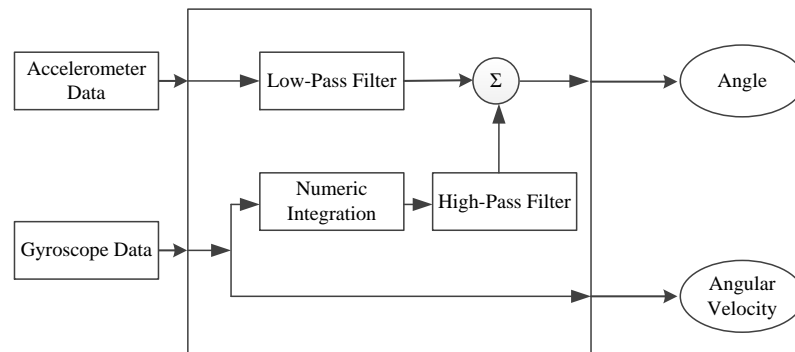 Accelerometer
Data
Low-Pass Filter
Σ
Angle
Numeric
Integration
High-Pass Filter
Gyroscope Data
Angular
Velocity